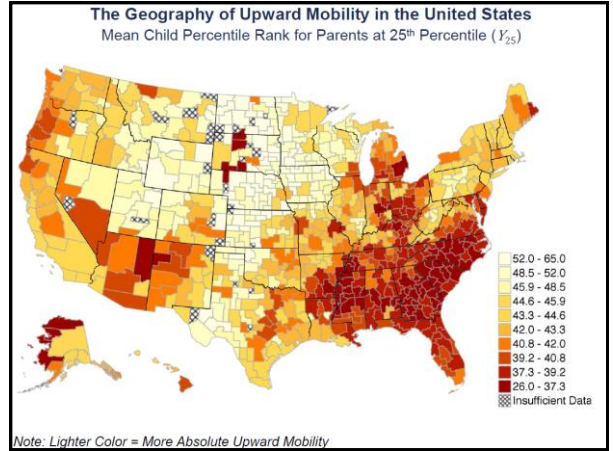 The Geography of Upward Mobility in the United States
Mean Child Percentile Rank for Parents at 25th Percentile (Y25)
52.0 - 65.0
48.5 - 52.0
45.9 - 48.5
44.6 - 45.9
43.3 - 44.6
42.0 - 43.3
40.8 - 42.0
39.2 - 40.8
37.3 - 39.2
26.0 - 37.3
Insufficient Data
Note: Lighter Color = More Absolute Upward Mobility